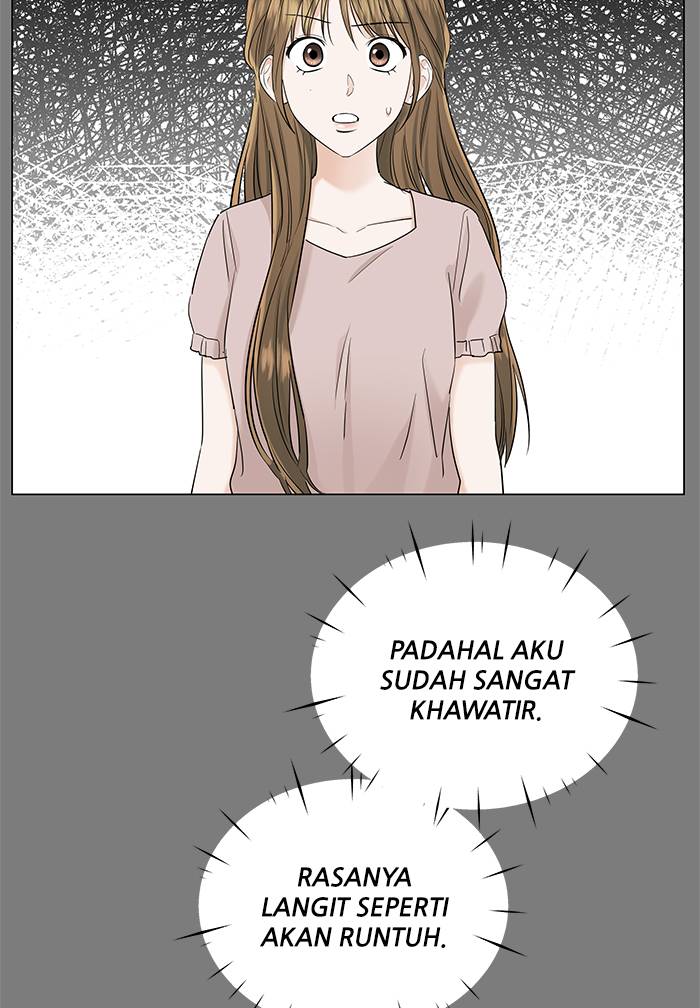 PADAHAL AKU
SUDAH SANGAT
KHAWATIR.
RASANYA
LANGIT SEPERTI
AKAN RUNTUH.